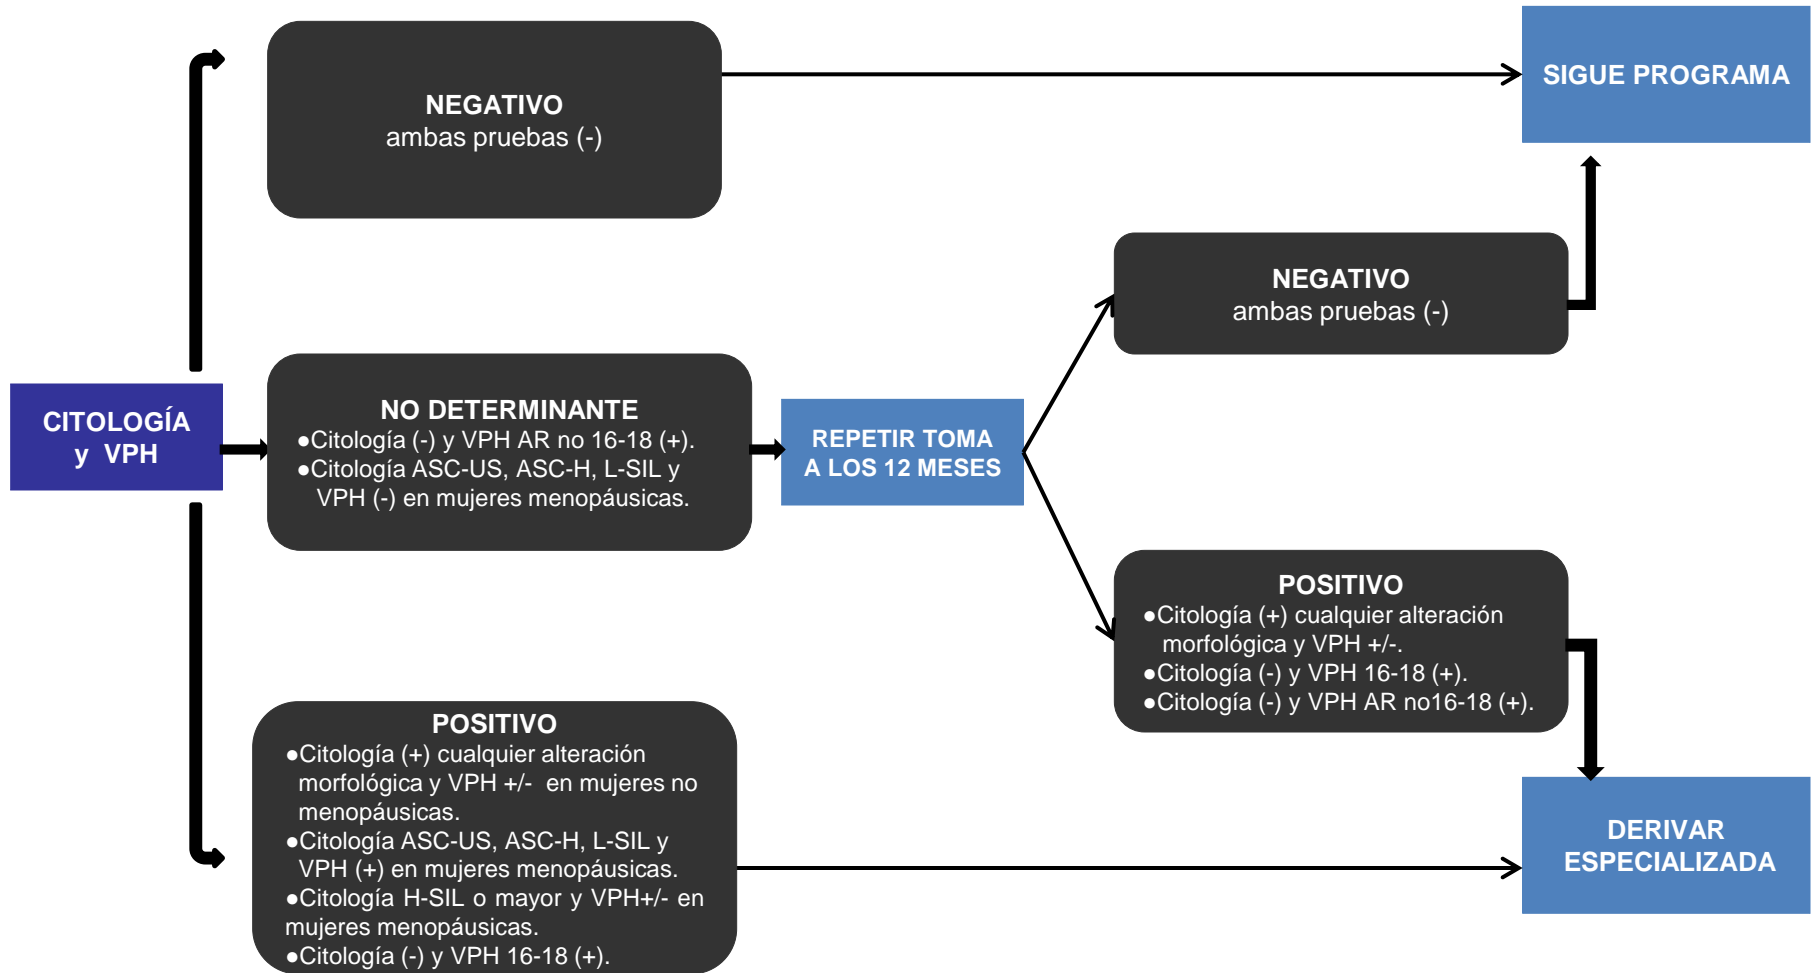 NEGATIVO
ambas pruebas (-)
SIGUE PROGRAMA
NEGATIVO
ambas pruebas (-)
CITOLOGÍA
y VPH
NO DETERMINANTE
●Citología (-) y VPH AR no 16-18 (+).
●Citología ASC-US, ASC-H, L-SIL y
VPH (-) en mujeres menopáusicas.
REPETIR TOMA
A LOS 12 MESES
POSITIVO
●Citología (+) cualquier alteración
morfológica y VPH +/-.
●Citología (-) y VPH 16-18 (+).
●Citología (-) y VPH AR no16-18 (+).
POSITIVO
●Citología (+) cualquier alteración
morfológica y VPH +/- en mujeres no
menopáusicas.
●Citología ASC-US, ASC-H, L-SIL y
VPH (+) en mujeres menopáusicas.
●Citología H-SIL o mayor y VPH+/- en
mujeres menopáusicas.
●Citología (-) y VPH 16-18 (+).
DERIVAR
ESPECIALIZADA